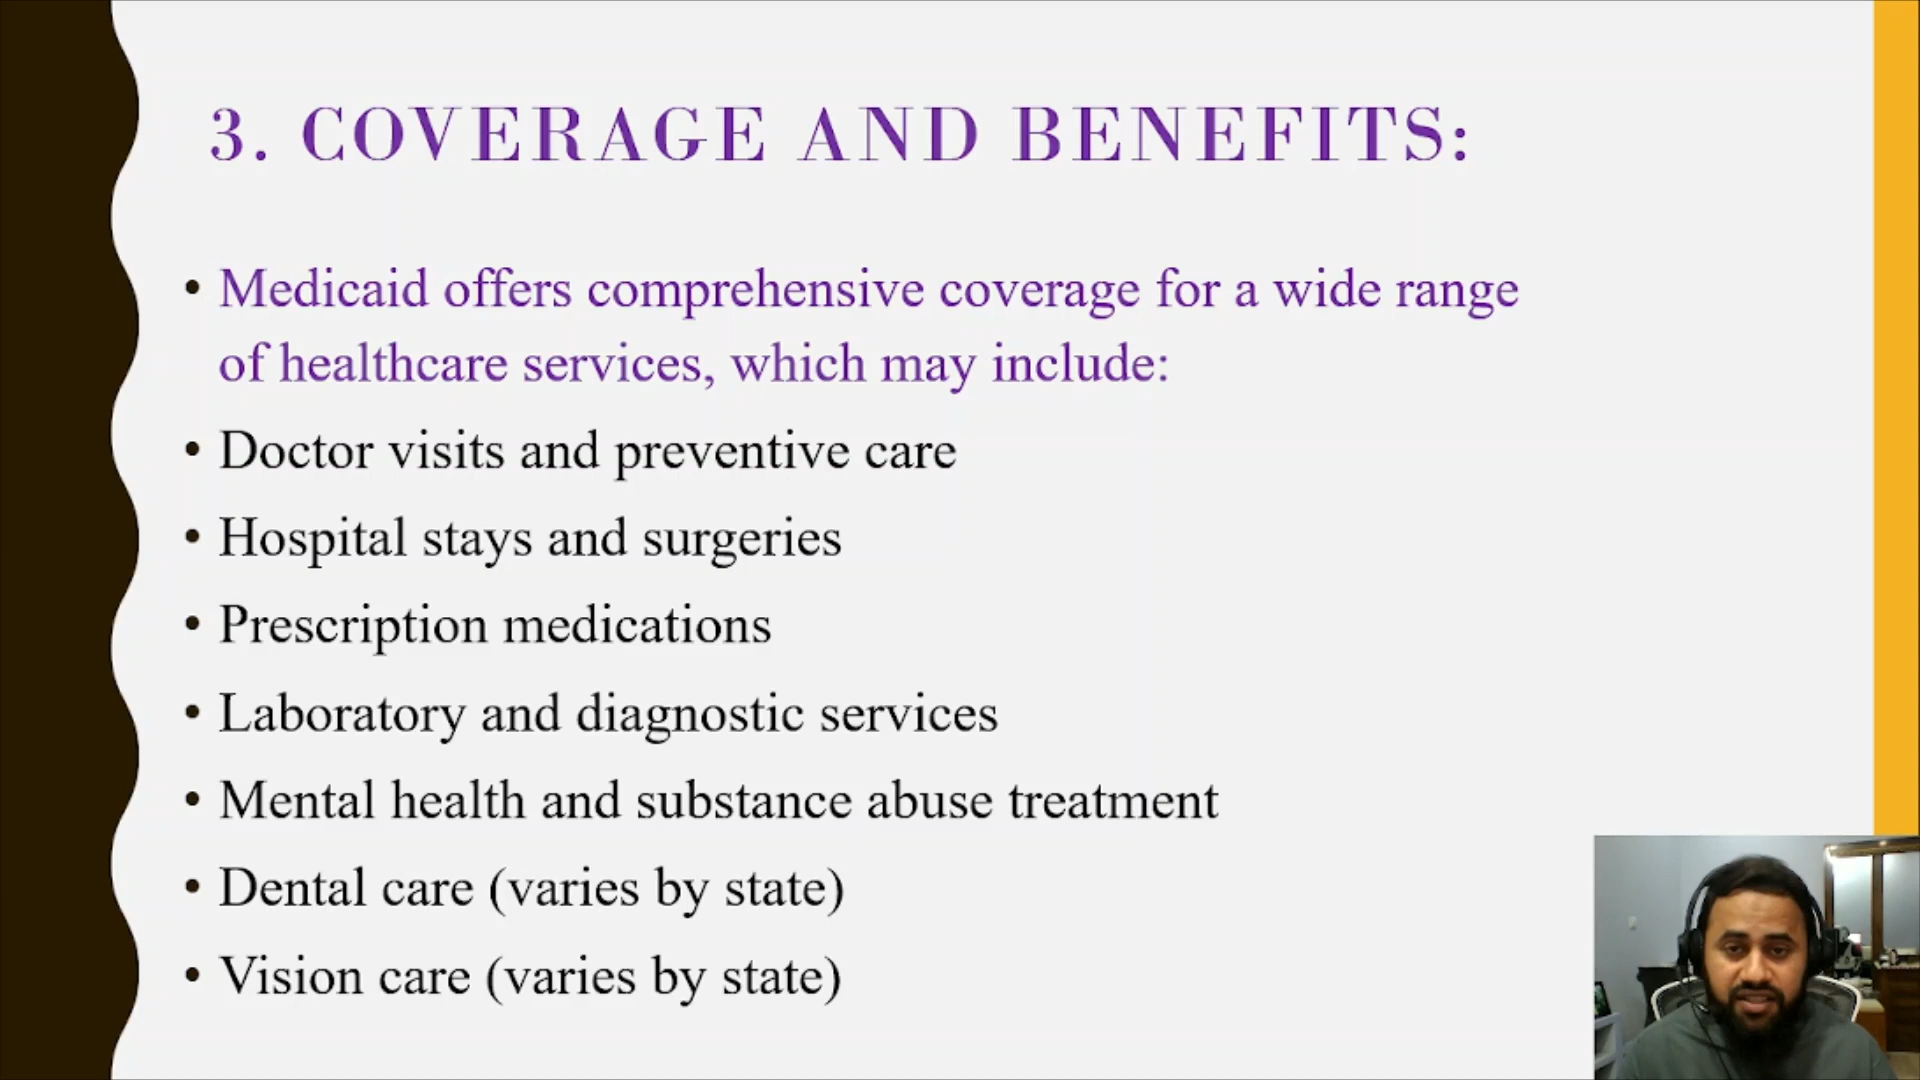 3. COVERAGE AND BENEFITS:
• Medicaid offers comprehensive coverage for a wide range
of healthcare services, which may include:
• Doctor visits and preventive care
• Hospital stays and surgeries
• Prescription medications
• Laboratory and diagnostic services
• Mental health and substance abuse treatment
• Dental care (varies by state)
• Vision care (varies by state)